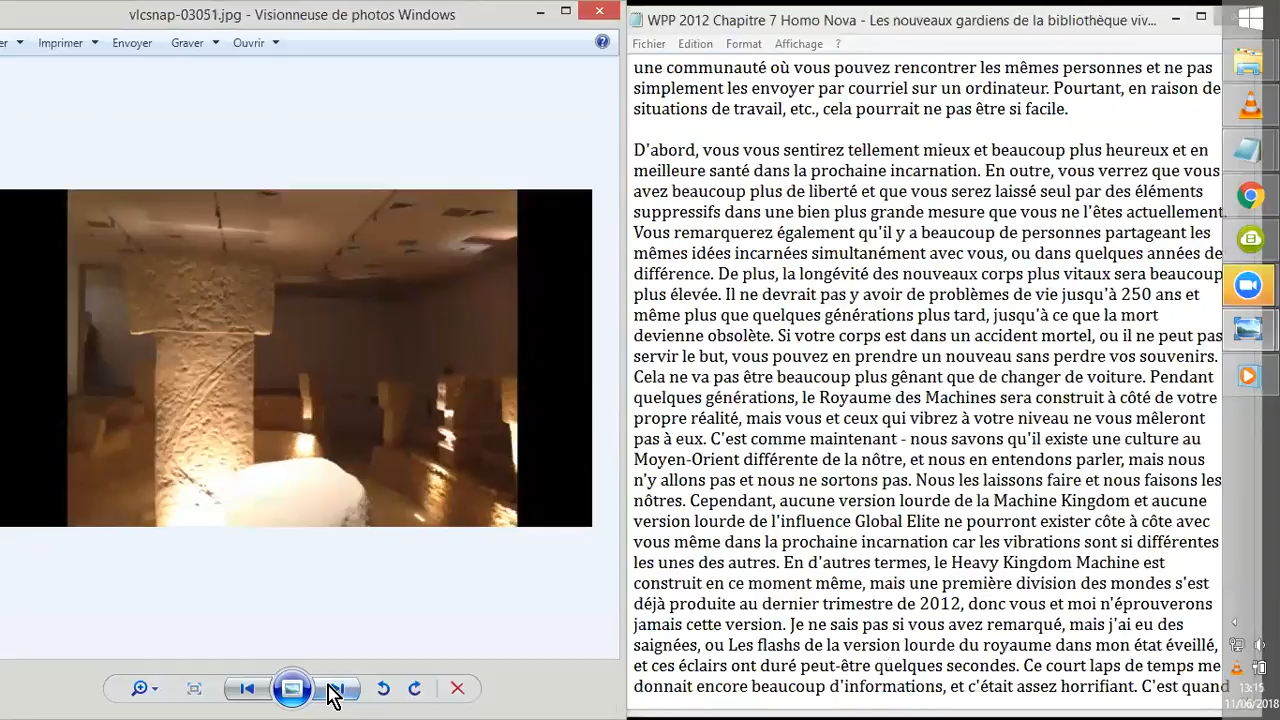 vlcsnap-03051.jpg - Visionneuse de photos Windows
Imprimer Envoyer Graver Ouvrir
WPP 2012 Chapitre 7 Homo Nova - Les nouveaux gardiens de la bibliothèque viv...
Fichier Edition Format Affichage ?
une communauté où vous pouvez rencontrer les mêmes personnes et ne pas
simplement les envoyer par courriel sur un ordinateur. Pourtant, en raison de
situations de travail, etc., cela pourrait ne pas être si facile.
D'abord, vous vous sentirez tellement mieux et beaucoup plus heureux et en
meilleure santé dans la prochaine incarnation. En outre, vous verrez que vous
avez beaucoup plus de liberté et que vous serez laissé seul par des éléments
suppressifs dans une bien plus grande mesure que vous ne l'êtes actuellement.
Vous remarquerez également qu'il y a beaucoup de personnes partageant les
mêmes idées incarnées simultanément avec vous, ou dans quelques années de
différence. De plus, la longévité des nouveaux corps plus vitaux sera beaucoup
plus élevée. Il ne devrait pas y avoir de problèmes de vie jusqu'à 250 ans et
même plus que quelques générations plus tard, jusqu'à ce que la mort
devienne obsolète. Si votre corps est dans un accident mortel, ou il ne peut pas
servir le but, vous pouvez en prendre un nouveau sans perdre vos souvenirs.
Cela ne va pas être beaucoup plus gênant que de changer de voiture. Pendant
quelques générations, le Royaume des Machines sera construit à côté de votre
propre réalité, mais vous et ceux qui vibrez à votre niveau ne vous mêleront
pas à eux. C'est comme maintenant - nous savons qu'il existe une culture au
Moyen-Orient différente de la nôtre, et nous en entendons parler, mais nous
n'y allons pas et nous ne sortons pas. Nous les laissons faire et nous faisons les
nôtres. Cependant, aucune version lourde de la Machine Kingdom et aucune
version lourde de l'influence Global Elite ne pourront exister côte à côte avec
vous même dans la prochaine incarnation car les vibrations sont si différentes
les unes des autres. En d'autres termes, le Heavy Kingdom Machine est
construit en ce moment même, mais une première division des mondes s'est
déjà produite au dernier trimestre de 2012, donc vous et moi n'éprouverons
jamais cette version. Je ne sais pas si vous avez remarqué, mais j'ai eu des
saignées, ou Les flashs de la version lourde du royaume dans mon état éveillé,
et ces éclairs ont duré peut-être quelques secondes. Ce court laps de temps me
donnait encore beaucoup d'informations, et c'était assez horrifiant. C'est quand
13:15
11/06/2018